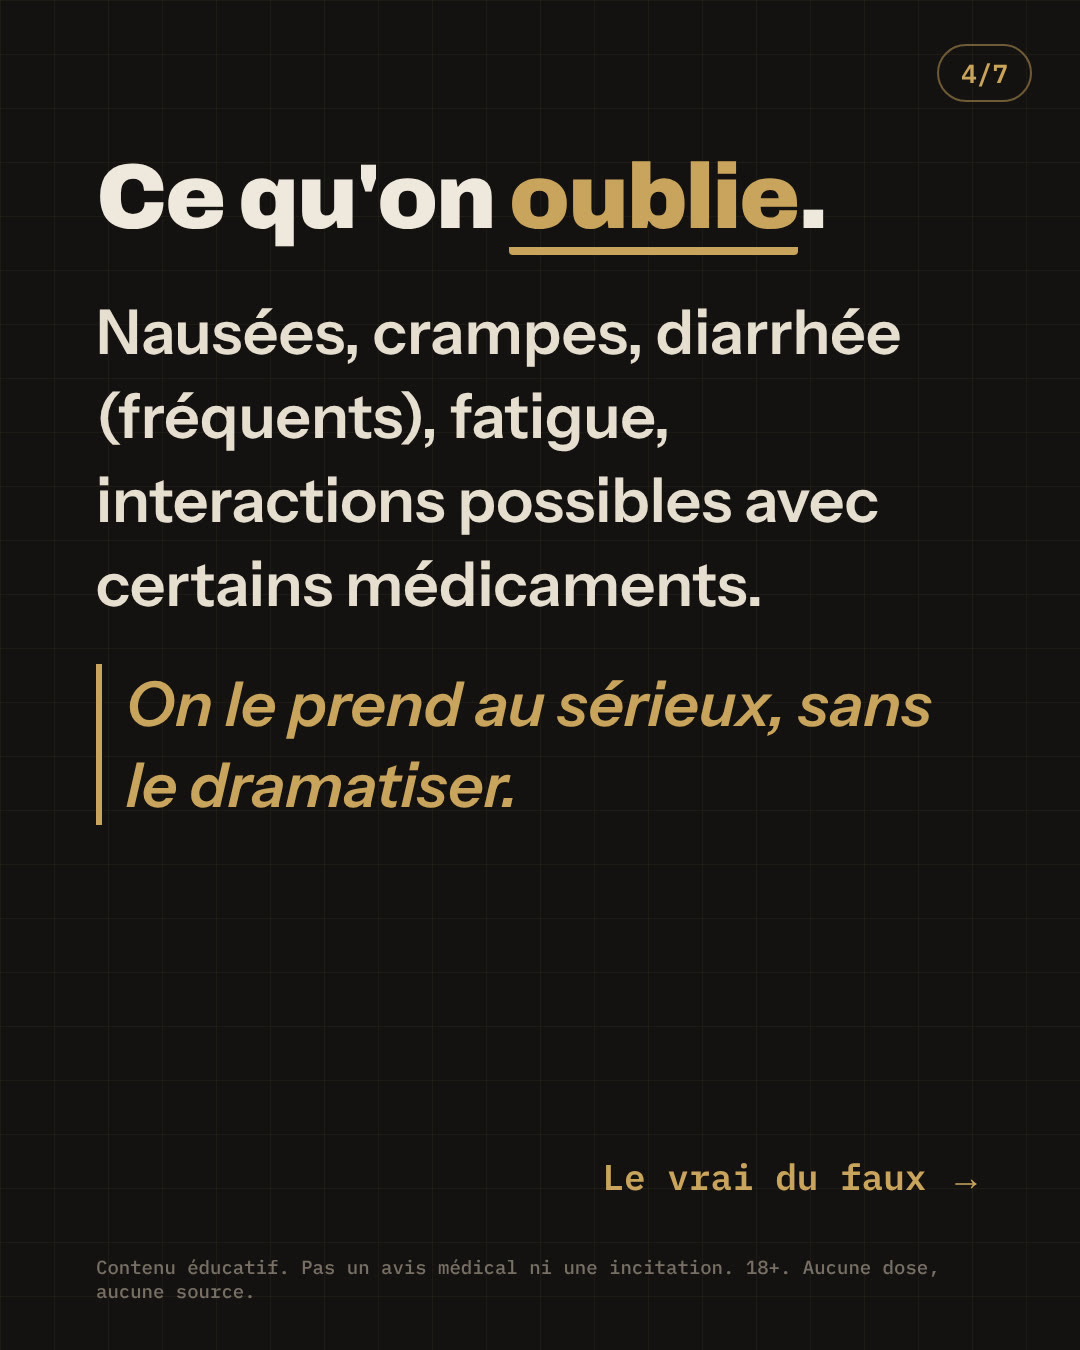 4/7
Ce qu'on oublie.
Nausées, crampes, diarrhée
(fréquents), fatigue,
interactions possibles avec
certains médicaments.
On le prend au sérieux, sans
le dramatiser.
Le vrai du faux →
Contenu éducatif. Pas un avis médical ni une incitation. 18+. Aucune dose,
aucune source.